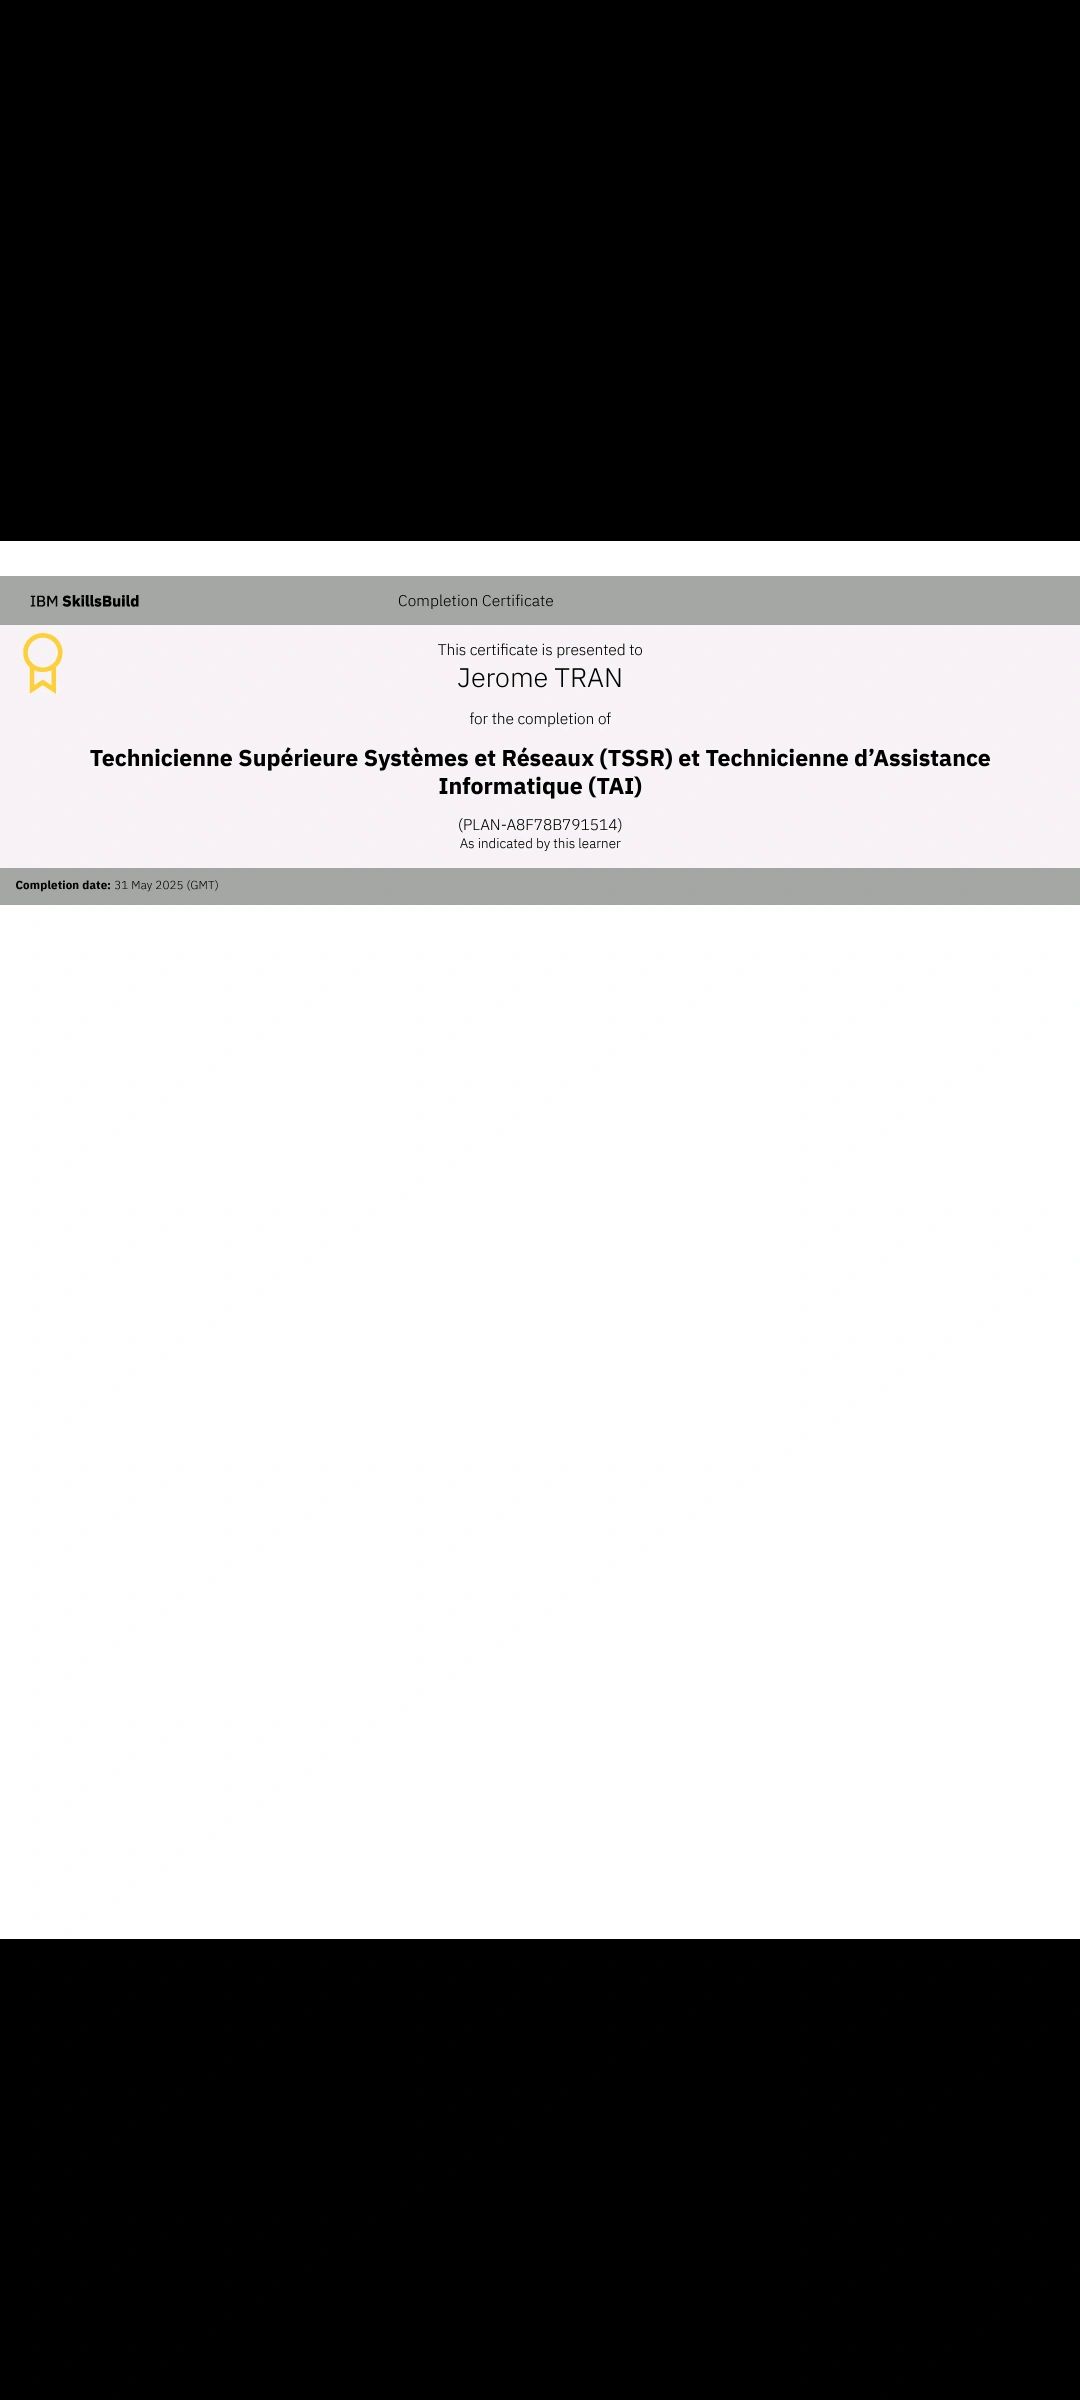 IBM SkillsBuild
Completion Certificate
This certificate is presented to
Jerome TRAN
for the completion of
Technicienne Supérieure Systèmes et Réseaux (TSSR) et Technicienne d’Assistance
Informatique (TAI)
(PLAN-A8F78B791514)
As indicated by this learner
Completion date: 31 May 2025 (GMT)